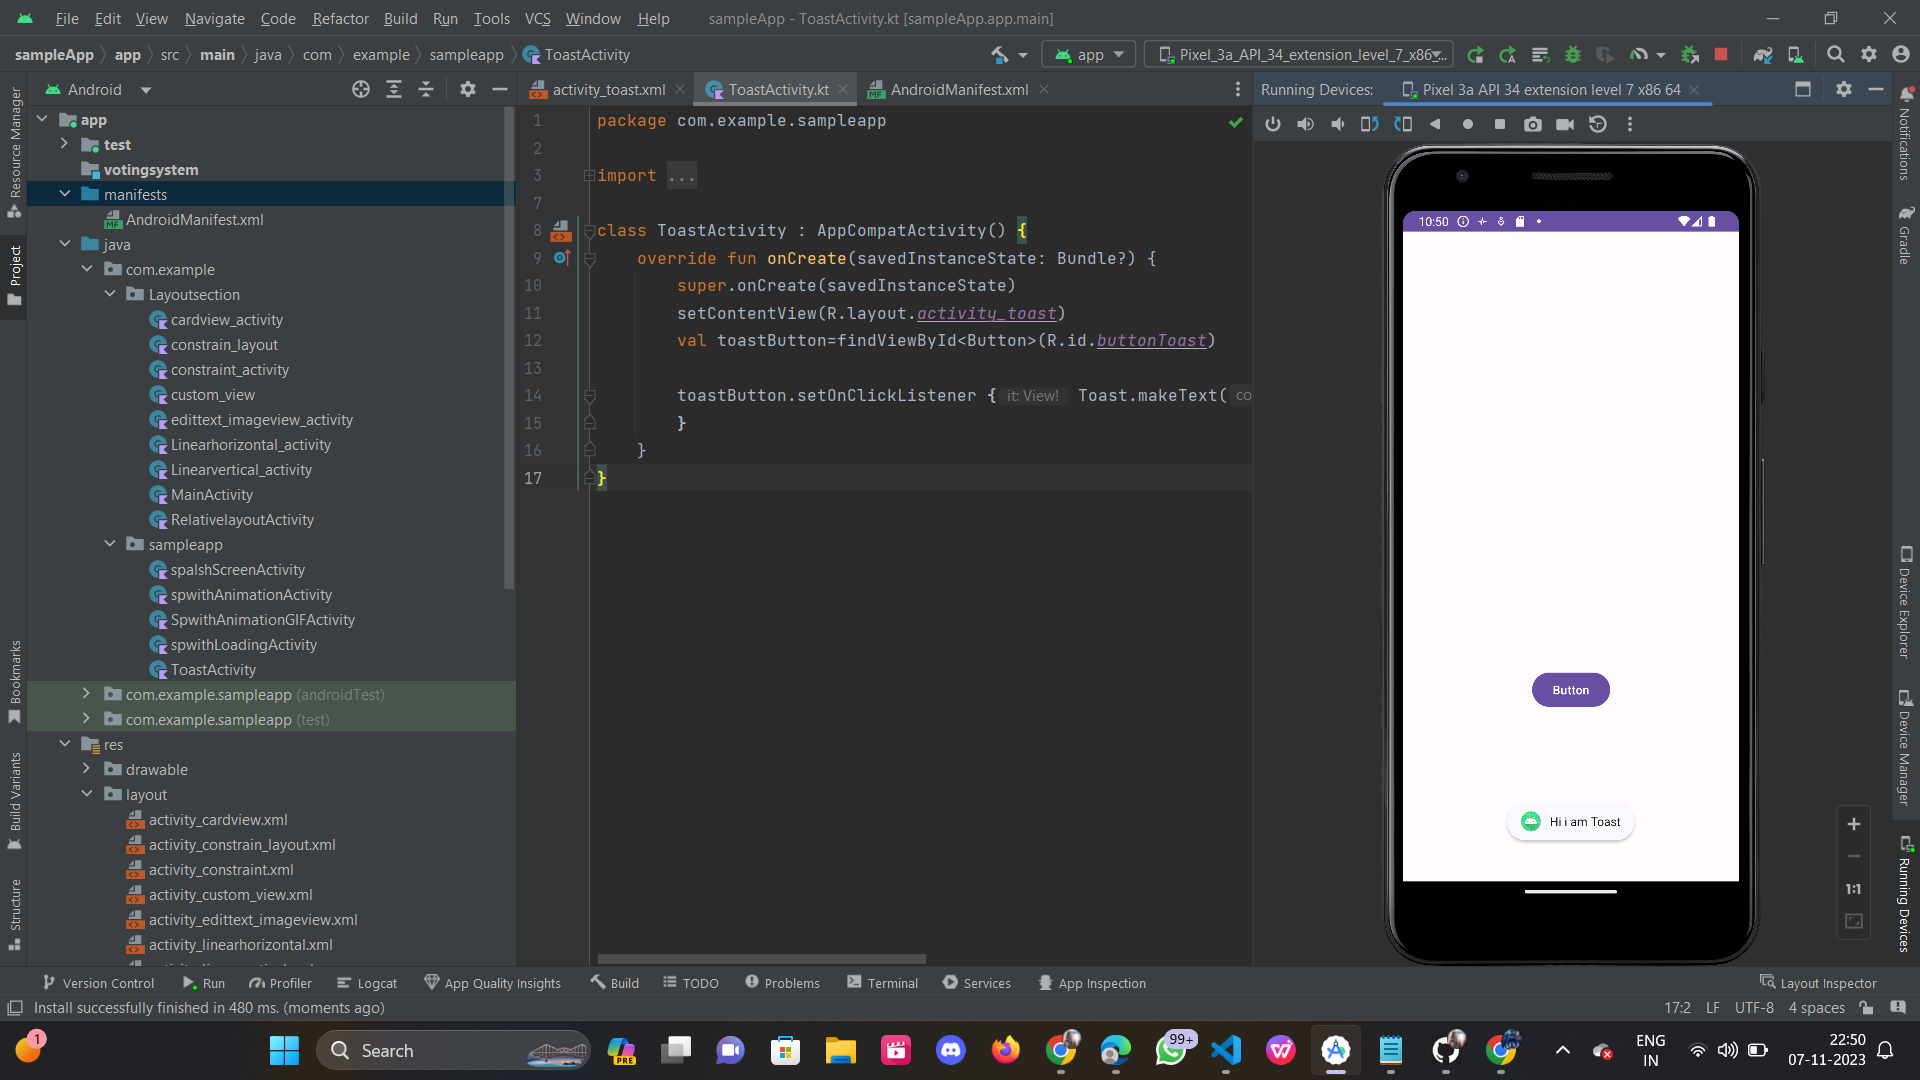 File Edit View Navigate Code Refactor Build Run Tools VCS Window Help sampleApp - ToastActivity.kt [sampleApp.app.main]
sampleApp app src main java com example sampleapp ToastActivity app Pixel_3a_API_34_extension_level_7_x86...
Android
activity_toast.xml ToastActivity.kt AndroidManifest.xml
Running Devices: Pixel 3a API 34 extension level 7 x86 64
Resource Manager
Project
Bookmarks
Build Variants
Structure
app
test
votingsystem
manifests
AndroidManifest.xml
java
com.example
Layoutsection
cardview_activity
constrain_layout
constraint_activity
custom_view
edittext_imageview_activity
Linearhorizontal_activity
Linearvertical_activity
MainActivity
RelativelayoutActivity
sampleapp
spalshScreenActivity
spwithAnimationActivity
SpwithAnimationGIFActivity
spwithLoadingActivity
ToastActivity
com.example.sampleapp (androidTest)
com.example.sampleapp (test)
res
drawable
layout
activity_cardview.xml
activity_constrain_layout.xml
activity_constraint.xml
activity_custom_view.xml
activity_edittext_imageview.xml
activity_linearhorizontal.xml
1 package com.example.sampleapp
2
3 import ...
7
8 class ToastActivity : AppCompatActivity() {
9 override fun onCreate(savedInstanceState: Bundle?) {
10 super.onCreate(savedInstanceState)
11 setContentView(R.layout.activity_toast)
12 val toastButton=findViewById<Button>(R.id.buttonToast)
13
14 toastButton.setOnClickListener { it: View! Toast.makeText( co
15 }
16 }
17 }
10:50
Button
Hi i am Toast
1:1
Notifications
Gradle
Device Explorer
Device Manager
Running Devices
Version Control Run Profiler Logcat App Quality Insights Build TODO Problems Terminal Services App Inspection Layout Inspector
Install successfully finished in 480 ms. (moments ago) 17:2 LF UTF-8 4 spaces
1 Search PRE 99+ ENG IN 22:50
07-11-2023